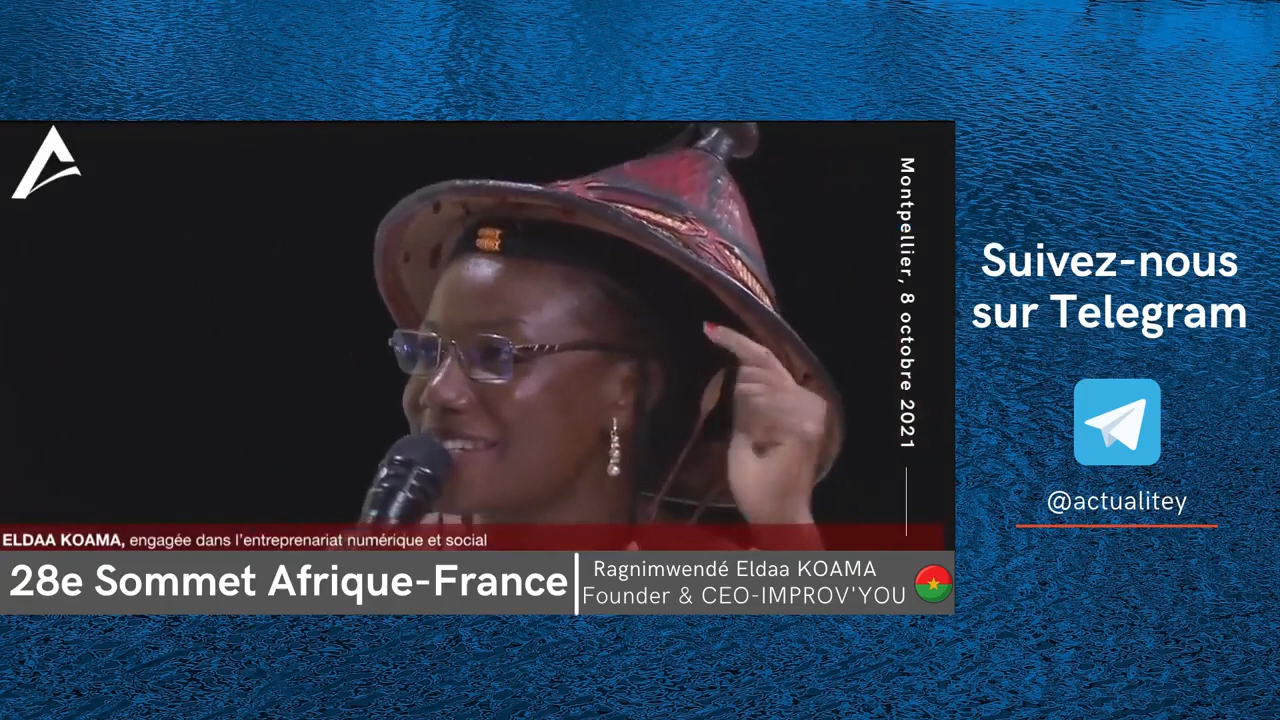 Montpellier, 8 octobre 2021
Suivez-nous
sur Telegram
@actualitey
ELDAA KOAMA, engagée dans l'entreprenariat numérique et social
28e Sommet Afrique-France
Ragnimwendé Eldaa KOAMA
Founder & CEO-IMPROV'YOU